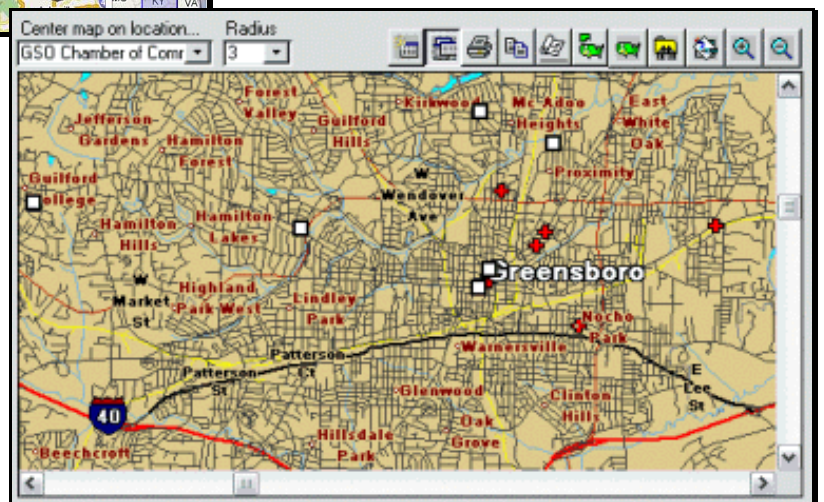 KY
VA
Center map on location...
Radius
GSO Chamber of Comr
3
Forest
Valley
Kirkwood
Mc Adoo
Heights
East
White
Oak
Jefferson
Gardens
Hamilton
Forest
Guilford
Hills
Proximity
Guilford
ollege
W
Wendover
Ave
Hamilton
Hills
Hamilton
Lakes
Greensboro
W
Market
St
Highland
Park West
Lindley
Park
Nocho
Park
Warnersville
Patterson
Ct
Patterson
St
E
Lee
St
Glenwood
Clinton
Hills
40
Oak
Grove
Hillsdale
Park
Beechcroft